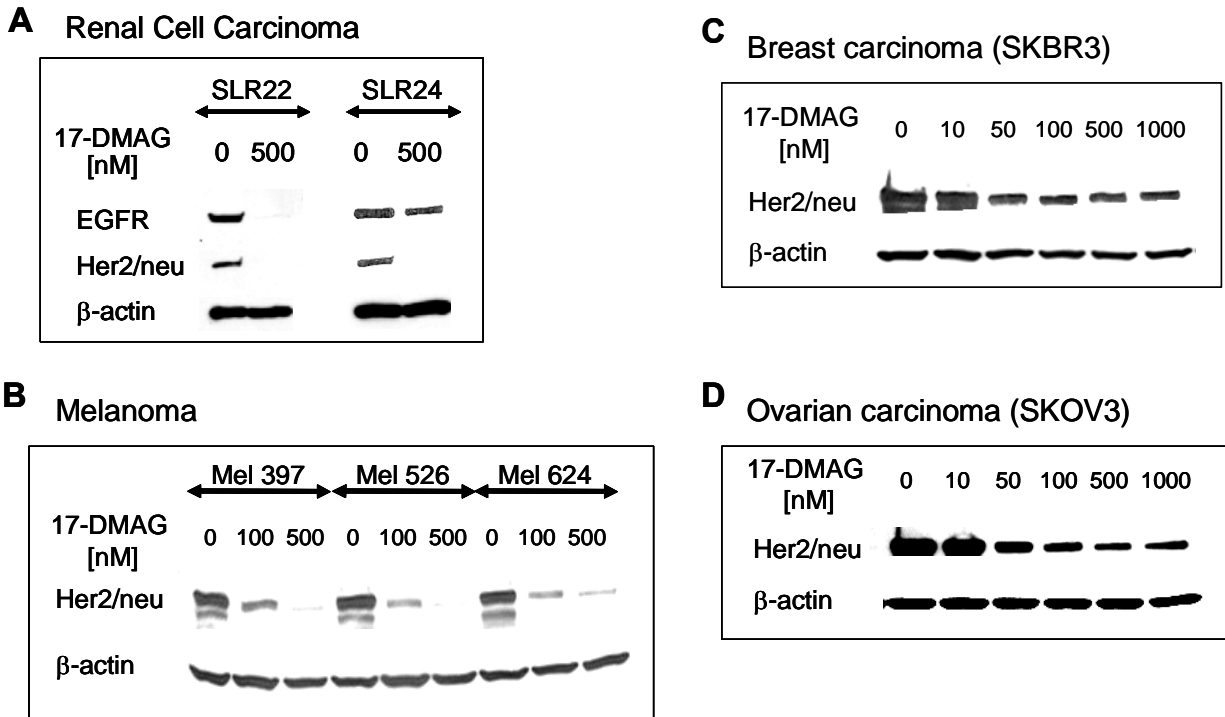 A Renal Cell Carcinoma
SLR22 SLR24
17-DMAG
[nM]
0 500 0 500
EGFR
Her2/neu
β-actin
B Melanoma
Mel 397 Mel 526 Mel 624
17-DMAG
[nM]
0 100 500 0 100 500 0 100 500
Her2/neu
β-actin
C Breast carcinoma (SKBR3)
17-DMAG
[nM]
0 10 50 100 500 1000
Her2/neu
β-actin
D Ovarian carcinoma (SKOV3)
17-DMAG
[nM]
0 10 50 100 500 1000
Her2/neu
β-actin